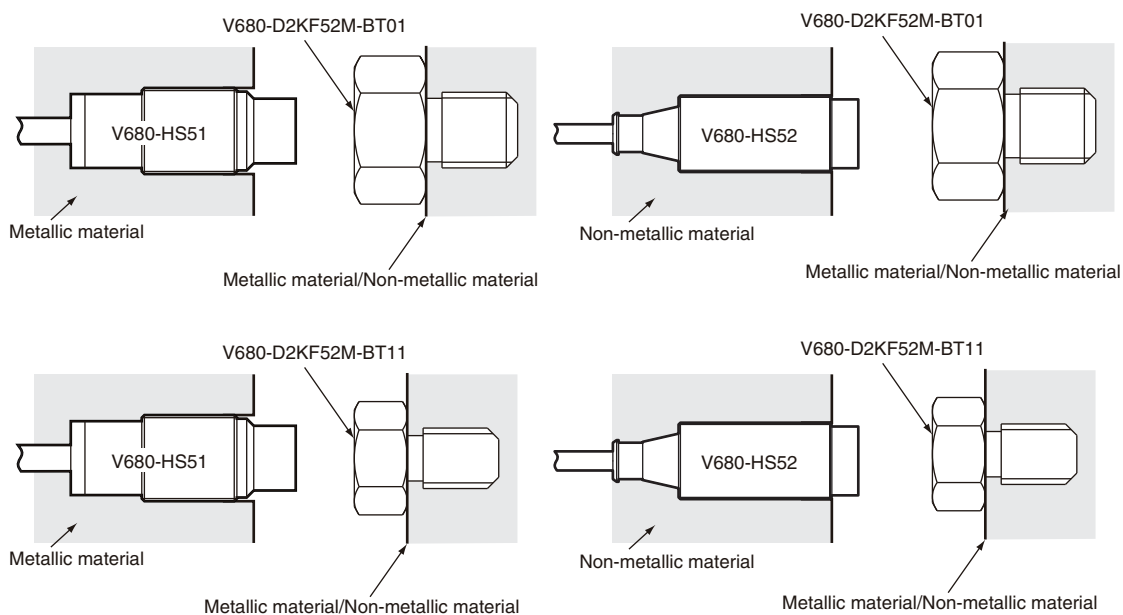 V680-D2KF52M-BT01
V680-HS51
Metallic material
Metallic material/Non-metallic material
V680-D2KF52M-BT01
V680-HS52
Non-metallic material
Metallic material/Non-metallic material
V680-D2KF52M-BT11
V680-HS51
Metallic material
Metallic material/Non-metallic material
V680-D2KF52M-BT11
V680-HS52
Non-metallic material
Metallic material/Non-metallic material